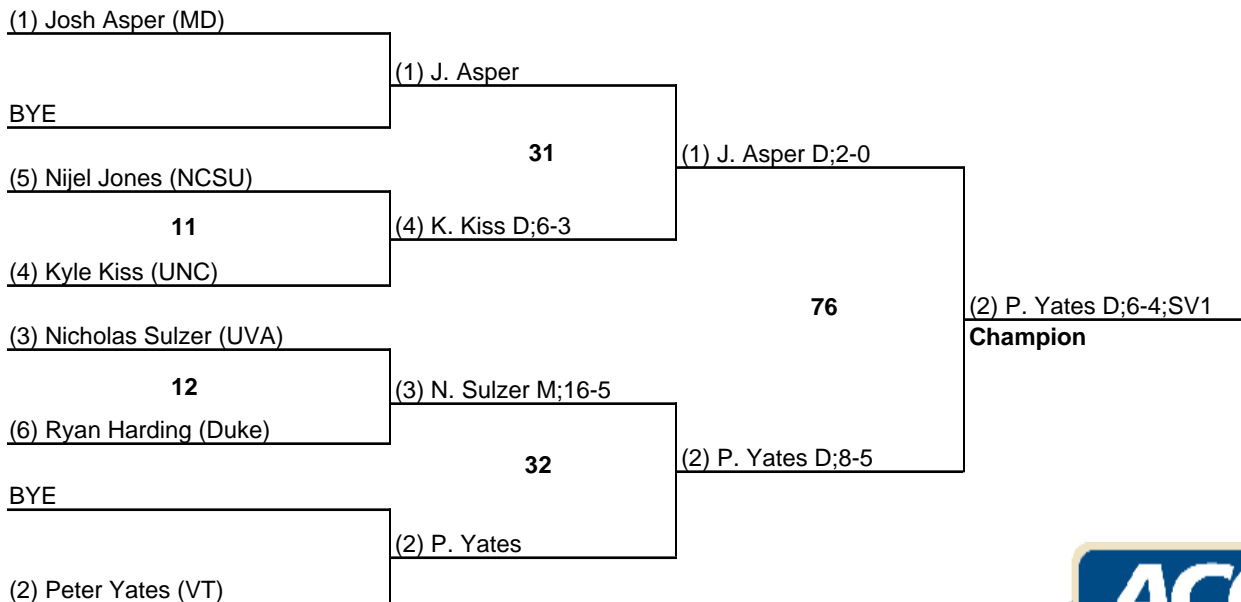 (1) Josh Asper (MD)
(1) J. Asper
BYE
31
(1) J. Asper D;2-0
(5) Nijel Jones (NCSU)
11
(4) K. Kiss D;6-3
(4) Kyle Kiss (UNC)
76
(2) P. Yates D;6-4;SV1
Champion
(3) Nicholas Sulzer (UVA)
12
(3) N. Sulzer M;16-5
(6) Ryan Harding (Duke)
32
(2) P. Yates D;8-5
BYE
(2) P. Yates
(2) Peter Yates (VT)
ACC